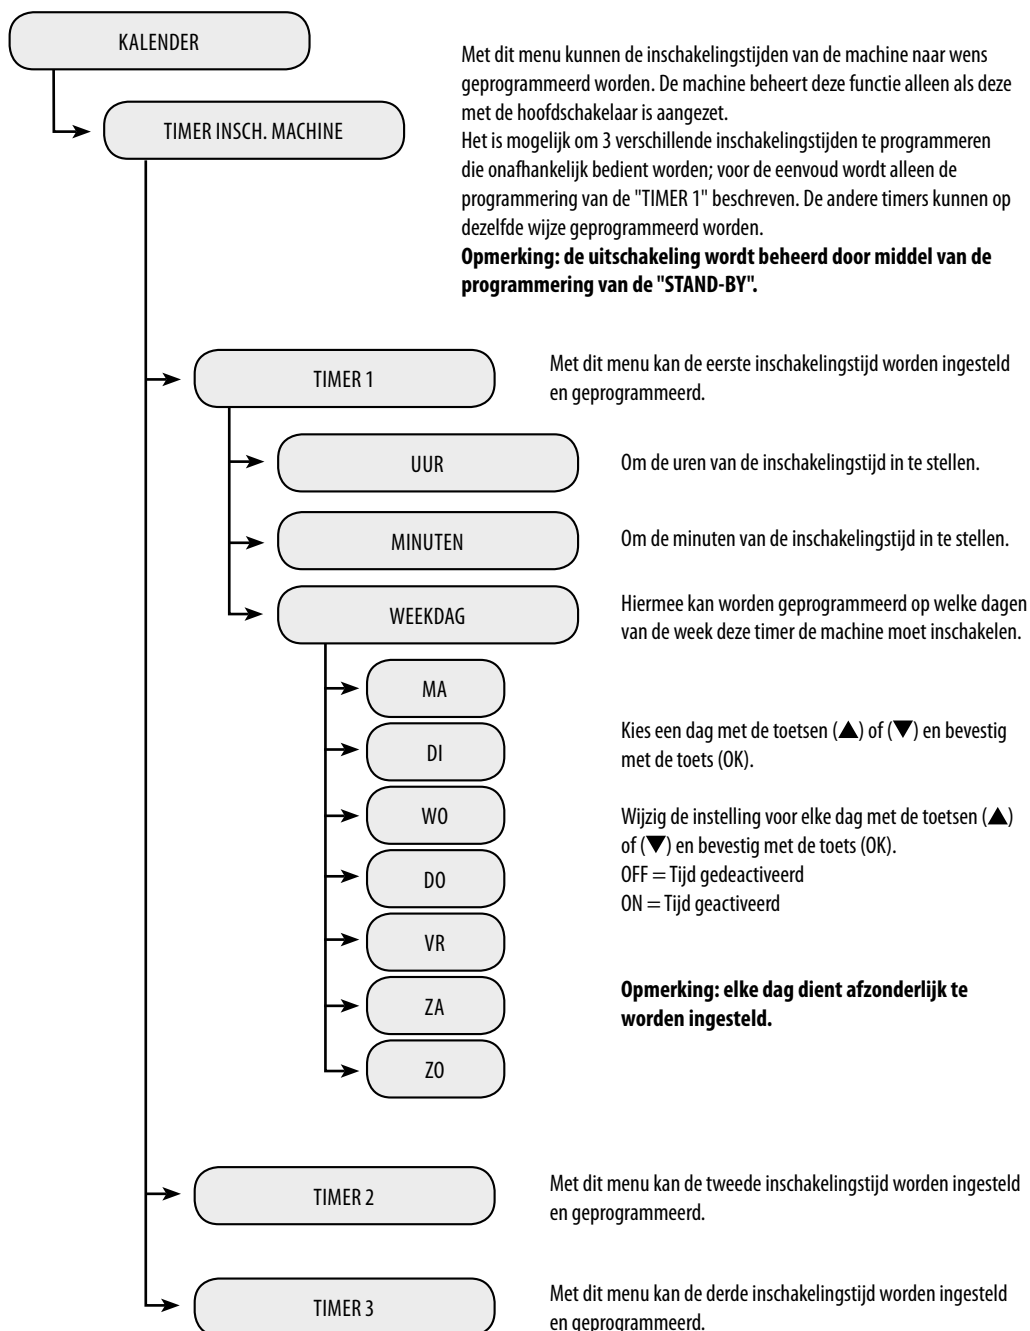 KALENDER
Met dit menu kunnen de inschakelingstijden van de machine naar wens
geprogrammeerd worden. De machine beheert deze functie alleen als deze
met de hoofdschakelaar is aangezet.
TIMER INSCH. MACHINE
Het is mogelijk om 3 verschillende inschakelingstijden te programmeren
die onafhankelijk bedient worden; voor de eenvoud wordt alleen de
programmering van de "TIMER 1" beschreven. De andere timers kunnen op
dezelfde wijze geprogrammeerd worden.
Opmerking: de uitschakeling wordt beheerd door middel van de
programmering van de "STAND-BY".
TIMER 1
Met dit menu kan de eerste inschakelingstijd worden ingesteld
en geprogrammeerd.
UUR
Om de uren van de inschakelingstijd in te stellen.
MINUTEN
Om de minuten van de inschakelingstijd in te stellen.
WEEKDAG
Hiermee kan worden geprogrammeerd op welke dagen
van de week deze timer de machine moet inschakelen.
MA
DI
Kies een dag met de toetsen (▲) of (▼) en bevestig
met de toets (OK).
WO
Wijzig de instelling voor elke dag met de toetsen (▲)
of (▼) en bevestig met de toets (OK).
DO
OFF = Tijd gedeactiveerd
ON = Tijd geactiveerd
VR
ZA
Opmerking: elke dag dient afzonderlijk te
worden ingesteld.
ZO
TIMER 2
Met dit menu kan de tweede inschakelingstijd worden ingesteld
en geprogrammeerd.
TIMER 3
Met dit menu kan de derde inschakelingstijd worden ingesteld
en geprogrammeerd.